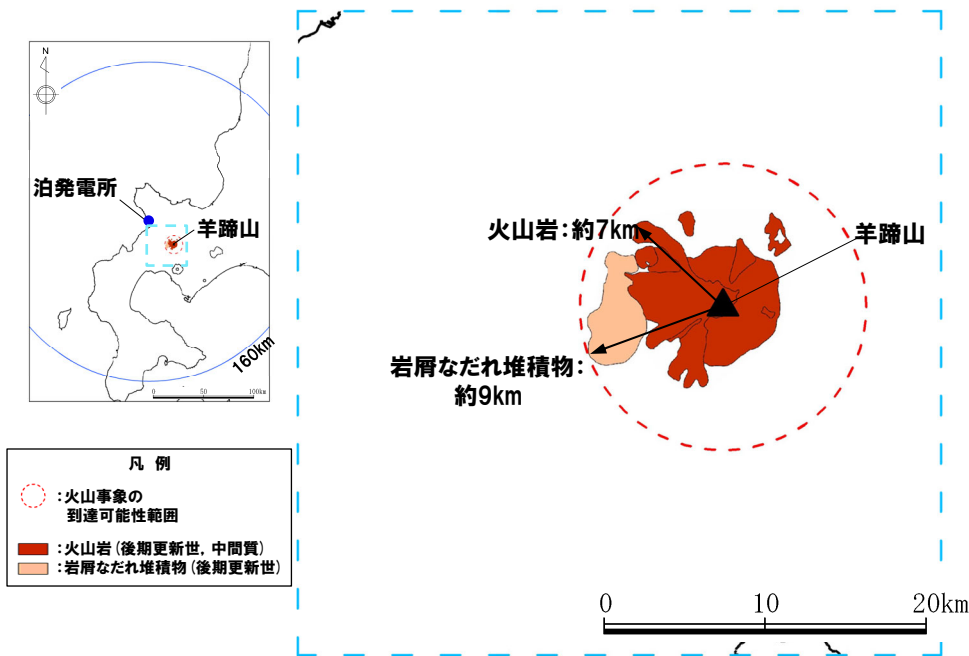 N
泊発電所
羊蹄山
160km
0 50 100km
凡 例
:火山事象の
到達可能性範囲
:火山岩(後期更新世, 中間質)
:岩屑なだれ堆積物(後期更新世)
火山岩:約7km
羊蹄山
岩屑なだれ堆積物:
約9km
0 10 20km